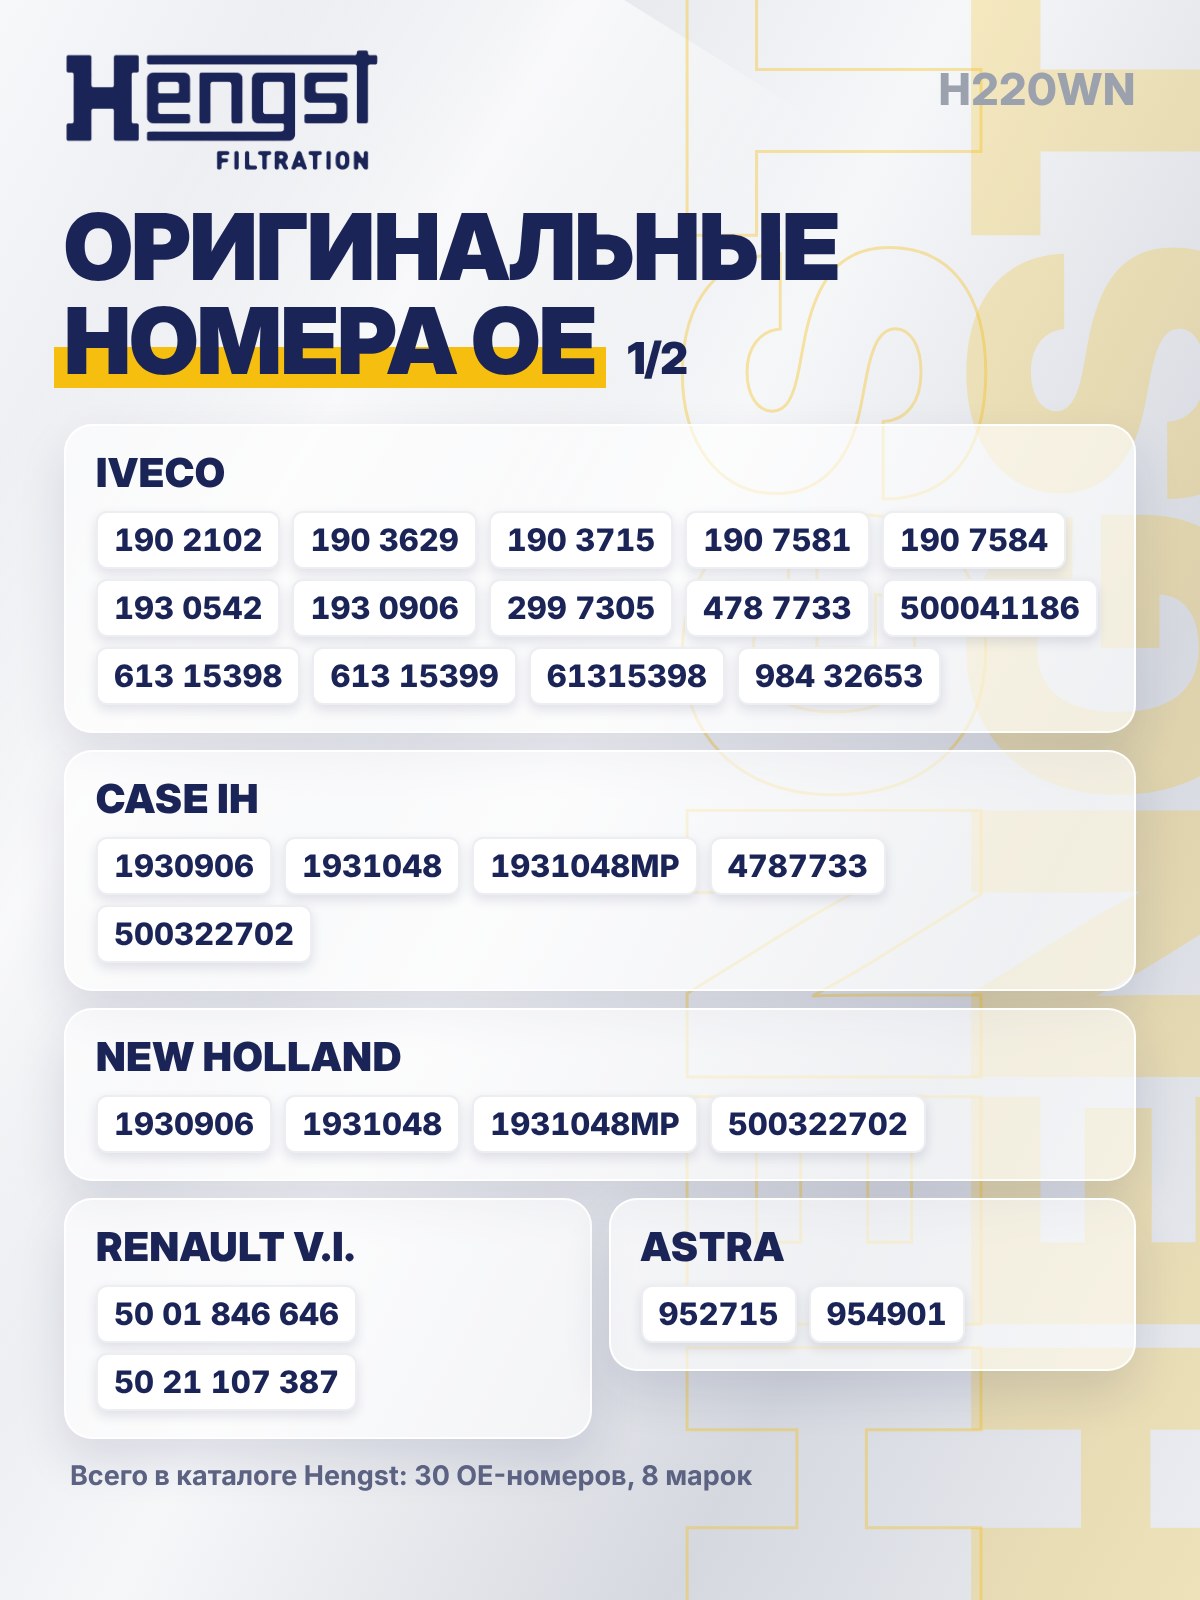 Hengst
FILTRATION
H220WN
ОРИГИНАЛЬНЫЕ
НОМЕРА OE 1/2
IVECO
190 2102 190 3629 190 3715 190 7581 190 7584
193 0542 193 0906 299 7305 478 7733 500041186
613 15398 613 15399 61315398 984 32653
CASE IH
1930906 1931048 1931048MP 4787733
500322702
NEW HOLLAND
1930906 1931048 1931048MP 500322702
RENAULT V.I.
50 01 846 646
50 21 107 387
ASTRA
952715 954901
Всего в каталоге Hengst: 30 OE-номеров, 8 марок
HENGST
HENGST